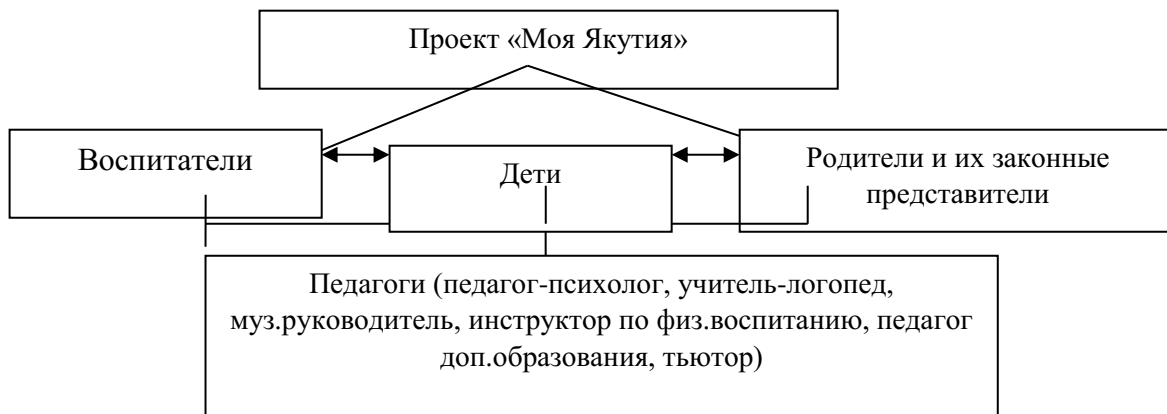 Проект «Моя Якутия»
Воспитатели
Дети
Родители и их законные
представители
Педагоги (педагог-психолог, учитель-логопед,
муз.руководитель, инструктор по физ.воспитанию, педагог
доп.образования, тьютор)